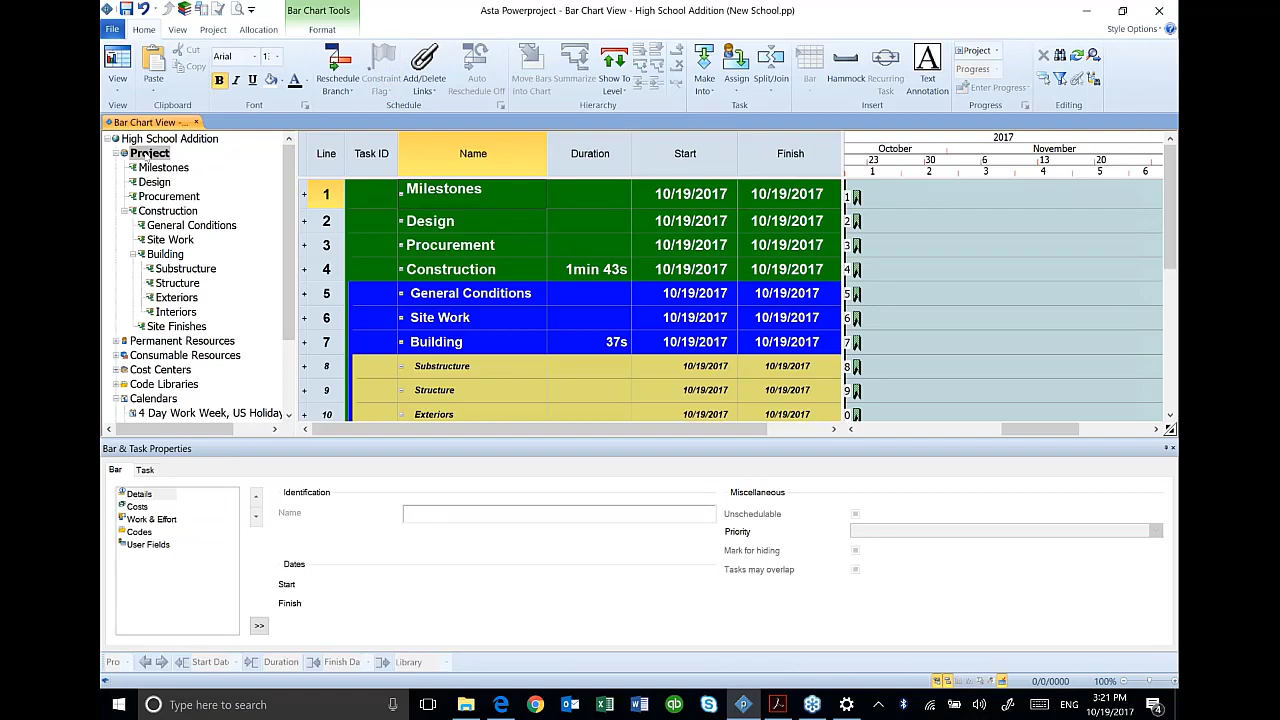 Bar Chart Tools
Asta Powerproject - Bar Chart View - High School Addition (New School.pp)
File Home View Project Allocation Format
Style Options
View Paste Cut Copy
Arial
B I U A
Reschedule Branch Constraint Flag Add/Delete Links Auto Reschedule Off
Move Bars into Chart Summarize Groups Show To Level
Make Into Assign Split/Join
Bar Hammock Recurring Task Text Annotation
Project
Progress
Enter Progress
View Clipboard Font Schedule Hierarchy Task Insert Progress Editing
Bar Chart View -...
High School Addition
Project
Milestones
Design
Procurement
Construction
General Conditions
Site Work
Building
Substructure
Structure
Exteriors
Interiors
Site Finishes
Permanent Resources
Consumable Resources
Cost Centers
Code Libraries
Calendars
4 Day Work Week, US Holiday
Line Task ID Name Duration Start Finish
2017
October November
23 30 6 13 20
1 2 3 4 5 6
1 Milestones 10/19/2017 10/19/2017 1
2 Design 10/19/2017 10/19/2017 2
3 Procurement 10/19/2017 10/19/2017 3
4 Construction 1min 43s 10/19/2017 10/19/2017 4
5 General Conditions 10/19/2017 10/19/2017 5
6 Site Work 10/19/2017 10/19/2017 6
7 Building 37s 10/19/2017 10/19/2017 7
8 Substructure 10/19/2017 10/19/2017 8
9 Structure 10/19/2017 10/19/2017 9
10 Exteriors 10/19/2017 10/19/2017 0
Bar & Task Properties
Bar Task
Details
Costs
Work & Effort
Codes
User Fields
Identification
Name
Dates
Start
Finish
>>
Miscellaneous
Unschedulable
Priority
Mark for hiding
Tasks may overlap
Pro Start Dat Duration Finish Da Library
0/0/0000 100%
Type here to search
ENG
3:21 PM
10/19/2017
4